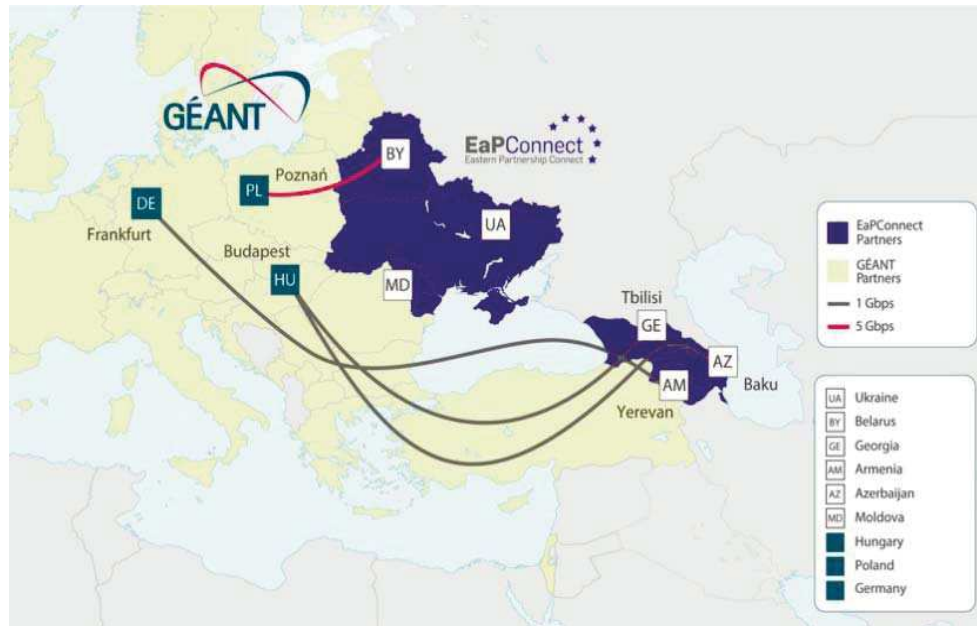 GÉANT
EaPConnect
Eastern Partnership Connect
BY
Poznań
PL
DE
Frankfurt
UA
Budapest
HU
MD
Tbilisi
GE
AZ
Baku
AM
Yerevan
EaPConnect
Partners
GÉANT
Partners
1 Gbps
5 Gbps
UA Ukraine
BY Belarus
GE Georgia
AM Armenia
AZ Azerbaijan
MD Moldova
Hungary
Poland
Germany